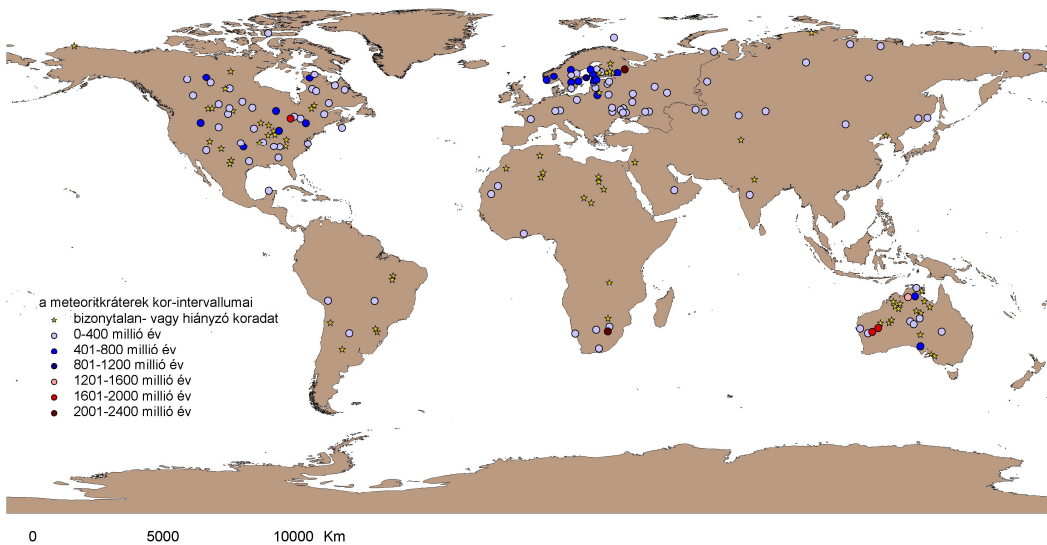 a meteoritkráterek kor-intervallumai
bizonytalan- vagy hiányzó koradat
0-400 millió év
401-800 millió év
801-1200 millió év
1201-1600 millió év
1601-2000 millió év
2001-2400 millió év
0 5000 10000 Km